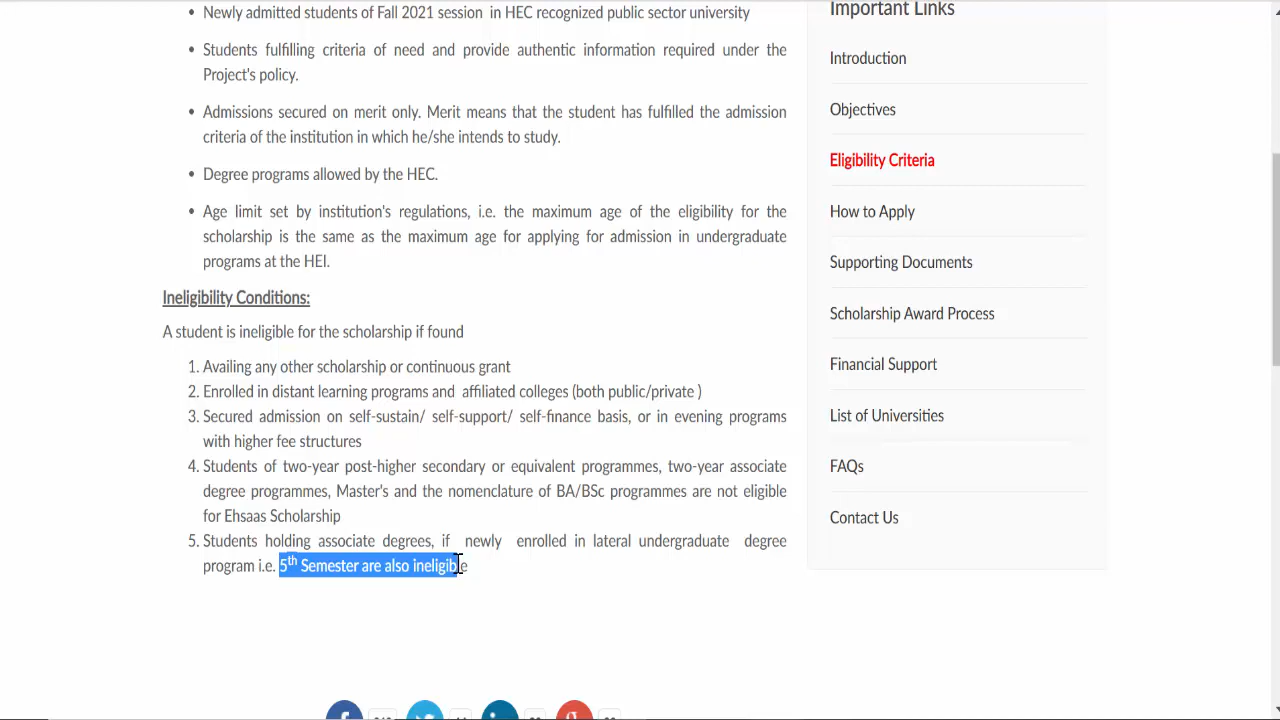 Newly admitted students of Fall 2021 session in HEC recognized public sector university
Students fulfilling criteria of need and provide authentic information required under the
Project's policy.
Admissions secured on merit only. Merit means that the student has fulfilled the admission
criteria of the institution in which he/she intends to study.
Degree programs allowed by the HEC.
Age limit set by institution's regulations, i.e. the maximum age of the eligibility for the
scholarship is the same as the maximum age for applying for admission in undergraduate
programs at the HEI.
Ineligibility Conditions:
A student is ineligible for the scholarship if found
1. Availing any other scholarship or continuous grant
2. Enrolled in distant learning programs and affiliated colleges (both public/private )
3. Secured admission on self-sustain/ self-support/ self-finance basis, or in evening programs
with higher fee structures
4. Students of two-year post-higher secondary or equivalent programmes, two-year associate
degree programmes, Master's and the nomenclature of BA/BSc programmes are not eligible
for Ehsaas Scholarship
5. Students holding associate degrees, if newly enrolled in lateral undergraduate degree
program i.e. 5th Semester are also ineligible
Important Links
Introduction
Objectives
Eligibility Criteria
How to Apply
Supporting Documents
Scholarship Award Process
Financial Support
List of Universities
FAQs
Contact Us